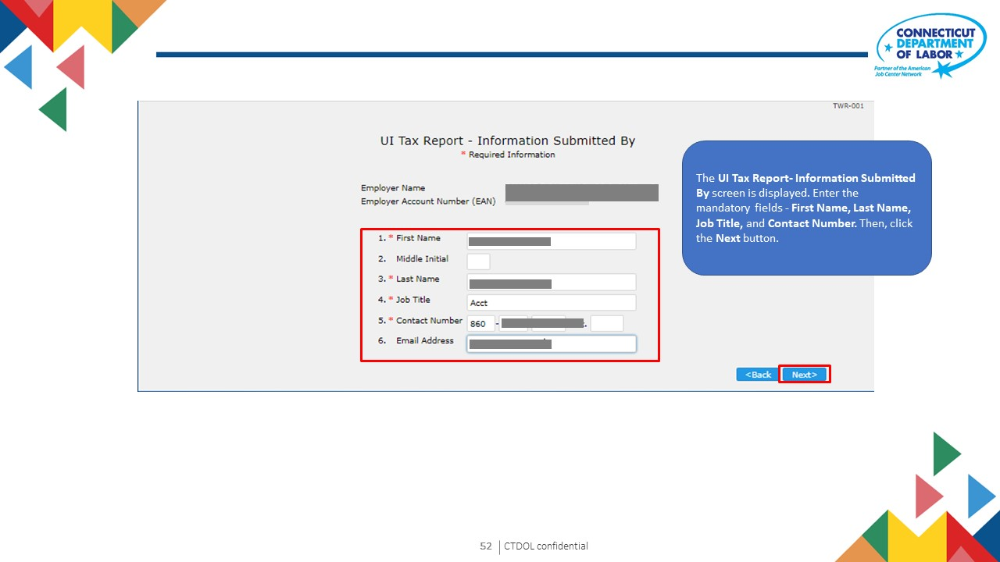 CONNECTICUT
DEPARTMENT
OF LABOR
Partner of the American
Job Center Network
TWR-001
UI Tax Report - Information Submitted By
* Required Information
Employer Name
Employer Account Number (EAN)
1. * First Name
2. Middle Initial
3. * Last Name
4. * Job Title Acct
5. * Contact Number 860 -
6. Email Address
<Back Next>
The UI Tax Report- Information Submitted
By screen is displayed. Enter the
mandatory fields - First Name, Last Name,
Job Title, and Contact Number. Then, click
the Next button.
52 CTDOL confidential